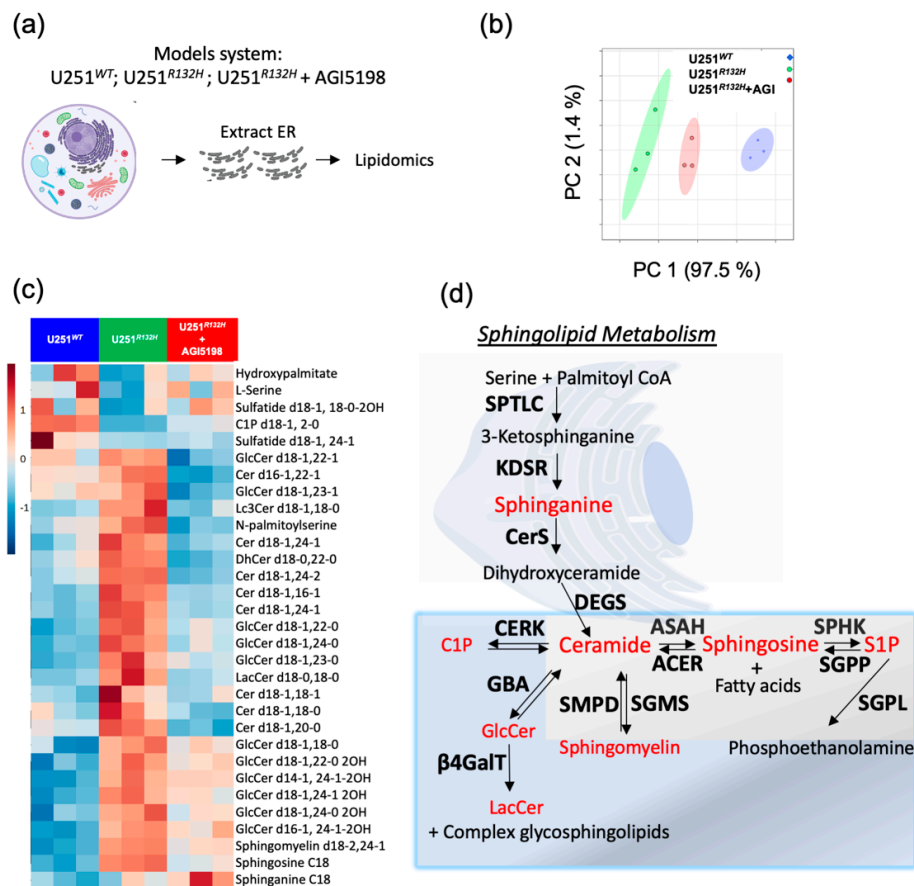 (a)
Models system:
U251WT; U251R132H ; U251R132H + AGI5198
Extract ER
Lipidomics
(b)
U251WT
U251R132H
U251R132H+AGI
PC 2 (1.4 %)
PC 1 (97.5 %)
(c)
U251WT
U251R132H
U251R132H
+
AGI5198
1
0
-1
Hydroxypalmitate
L-Serine
Sulfatide d18-1, 18-0-2OH
C1P d18-1, 2-0
Sulfatide d18-1, 24-1
GlcCer d18-1,22-1
Cer d16-1,22-1
GlcCer d18-1,23-1
Lc3Cer d18-1,18-0
N-palmitoylserine
Cer d18-1,24-1
DhCer d18-0,22-0
Cer d18-1,24-2
Cer d18-1,16-1
Cer d18-1,24-1
GlcCer d18-1,22-0
GlcCer d18-1,24-0
GlcCer d18-1,23-0
LacCer d18-0,18-0
Cer d18-1,18-1
Cer d18-1,18-0
Cer d18-1,20-0
GlcCer d18-1,18-0
GlcCer d18-1,22-0 2OH
GlcCer d14-1, 24-1-2OH
GlcCer d18-1,24-1 2OH
GlcCer d18-1,24-0 2OH
GlcCer d16-1, 24-1-2OH
Sphingomyelin d18-2,24-1
Sphingosine C18
Sphinganine C18
(d)
Sphingolipid Metabolism
Serine + Palmitoyl CoA
SPTLC
3-Ketosphinganine
KDSR
Sphinganine
CerS
Dihydroxyceramide
DEGS
C1P
CERK
Ceramide
ASAH
ACER
Sphingosine
+
Fatty acids
SPHK
SGPP
S1P
GBA
SMPD
SGMS
SGPL
GlcCer
Sphingomyelin
Phosphoethanolamine
β4GalT
LacCer
+ Complex glycosphingolipids